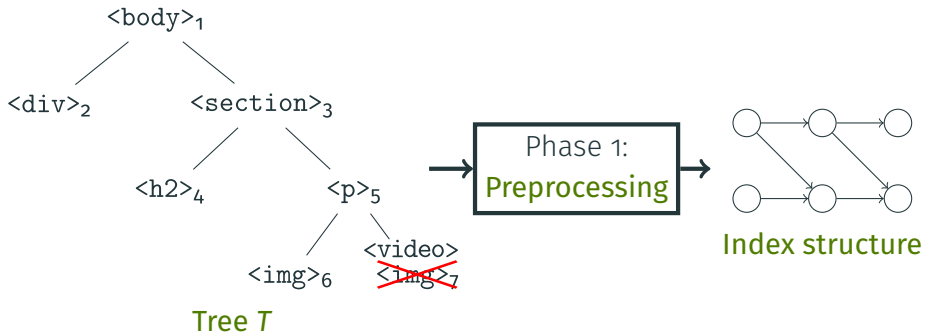 <body>₁
<div>₂
<section>₃
<h2>₄
<p>₅
<img>₆
<video>
<img>₇
Tree T
Phase 1:
Preprocessing
Index structure